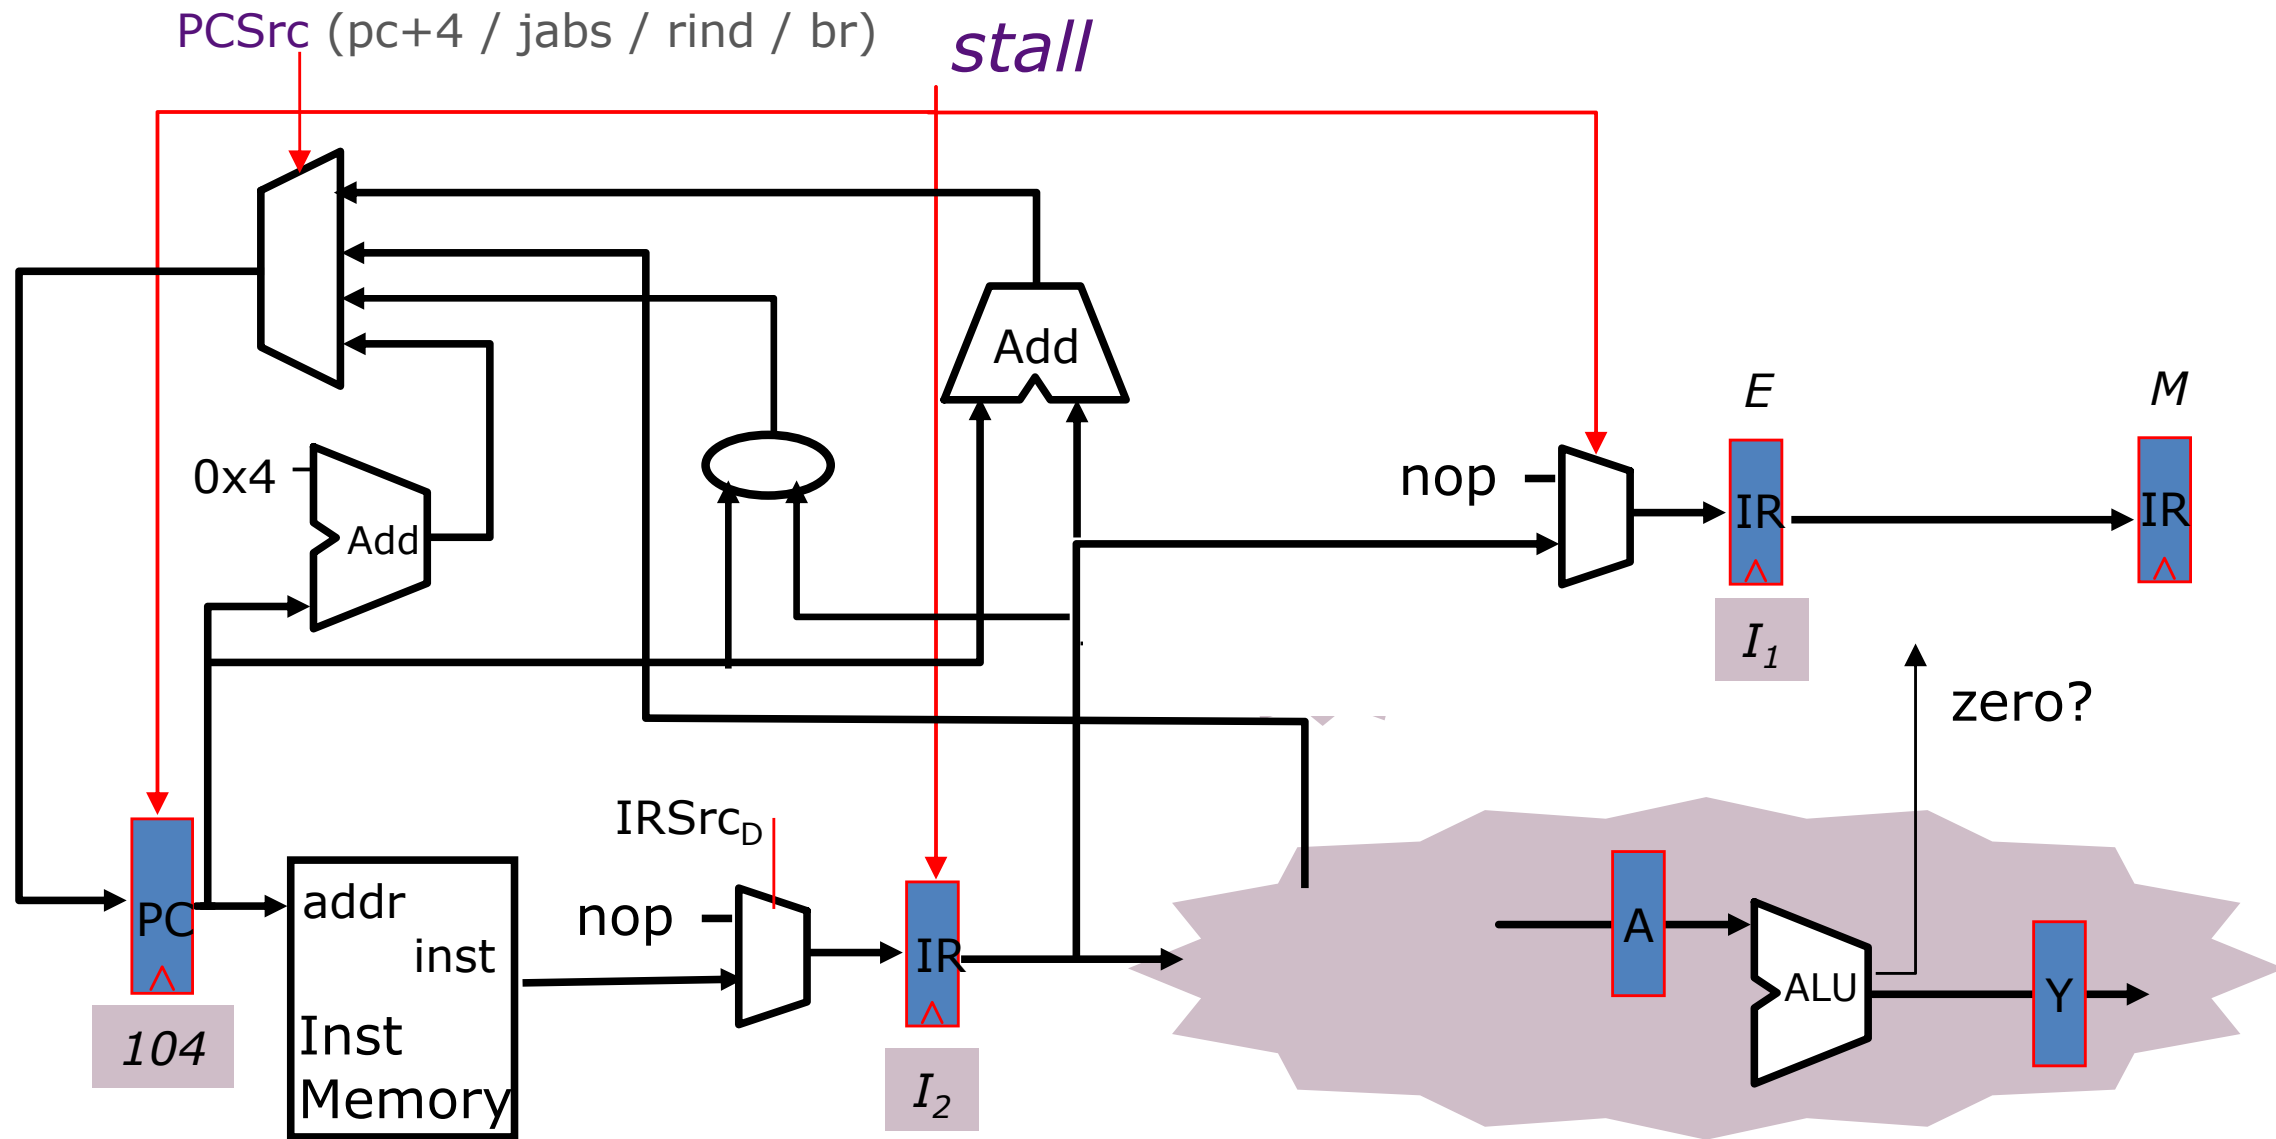 PCSrc (pc+4 / jabs / rind / br)
stall
Add
E
M
0x4
Add
nop
IR
IR
I1
zero?
IRSrcD
PC
addr
inst
Inst
Memory
nop
IR
A
ALU
Y
104
I2